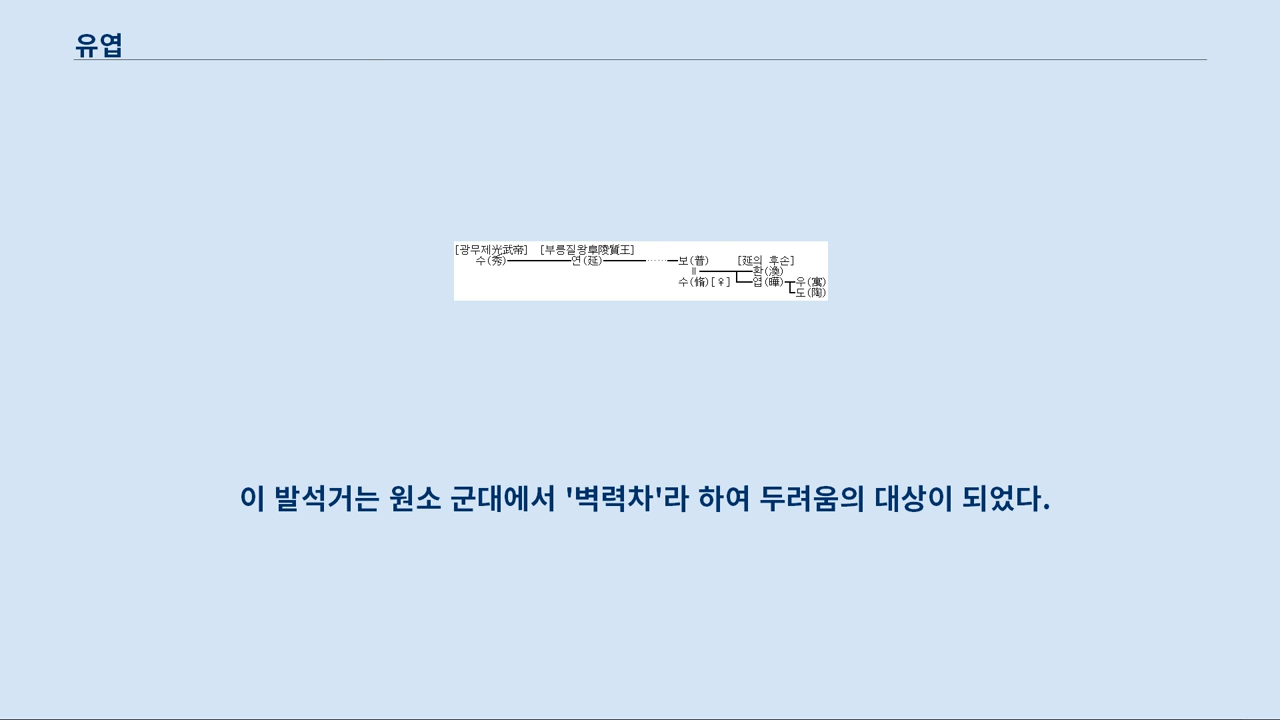 유엽
[광무제光武帝] [부릉질왕阜陵質王]
수(秀) 연(延) 보(普) [延의 후손]
환(渙)
수(脩)[♀] 엽(曄) 우(寓)
도(陶)
이 발석거는 원소 군대에서 '벽력차'라 하여 두려움의 대상이 되었다.